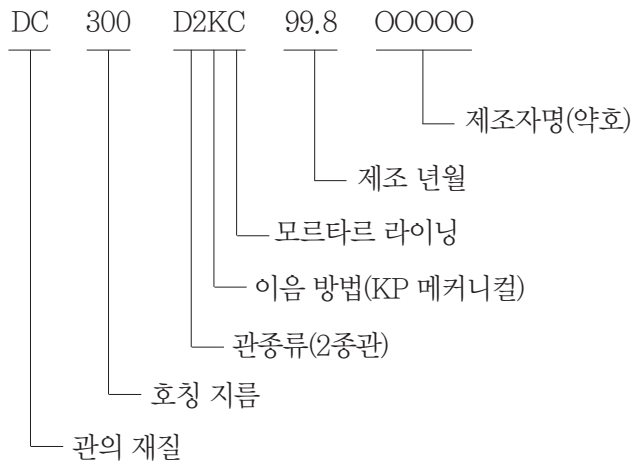 DC 300 D2KC 99.8 OOOOO
제조자명(약호)
제조 년월
모르타르 라이닝
이음 방법(KP 메커니컬)
관종류(2종관)
호칭 지름
관의 재질